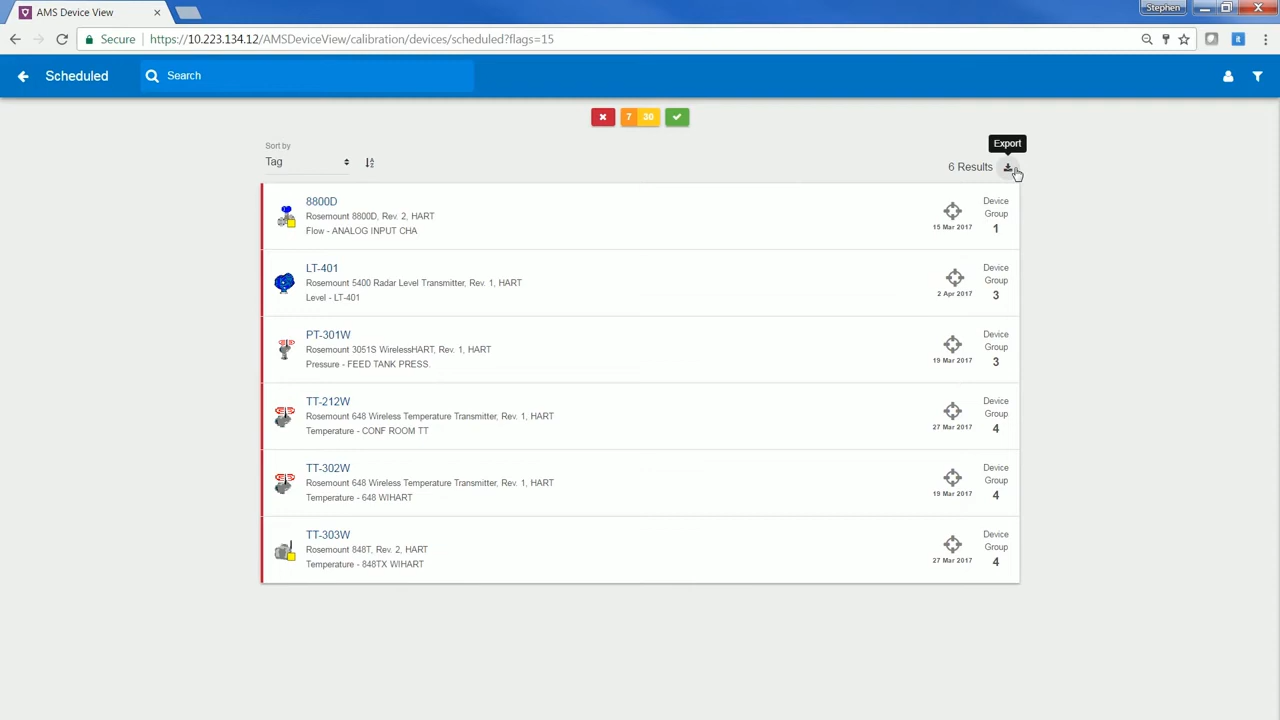 AMS Device View
Stephen
Secure
https://10.223.134.12/AMSDeviceView/calibration/devices/scheduled?flags=15
Scheduled
Search
7 30
Export
Sort by
Tag
6 Results
8800D
Rosemount 8800D, Rev. 2, HART
Flow - ANALOG INPUT CHA
15 Mar 2017
Device
Group
1
LT-401
Rosemount 5400 Radar Level Transmitter, Rev. 1, HART
Level - LT-401
2 Apr 2017
Device
Group
3
PT-301W
Rosemount 3051S WirelessHART, Rev. 1, HART
Pressure - FEED TANK PRESS.
19 Mar 2017
Device
Group
3
TT-212W
Rosemount 648 Wireless Temperature Transmitter, Rev. 1, HART
Temperature - CONF ROOM TT
27 Mar 2017
Device
Group
4
TT-302W
Rosemount 648 Wireless Temperature Transmitter, Rev. 1, HART
Temperature - 648 WIHART
19 Mar 2017
Device
Group
4
TT-303W
Rosemount 848T, Rev. 2, HART
Temperature - 848TX WIHART
27 Mar 2017
Device
Group
4